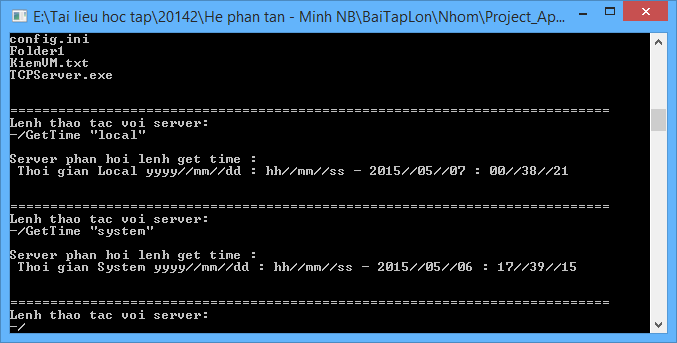 E:\Tai lieu hoc tap\20142\He phan tan - Minh NB\BaiTapLon\Nhom\Project_Ap...
config.ini
Folder1
KiemVM.txt
TCPServer.exe
===========================================================================
Lenh thao tac voi server:
~/GetTime "local"
Server phan hoi lenh get time :
Thoi gian Local yyyy//mm//dd : hh//mm//ss - 2015//05//07 : 00//38//21
===========================================================================
Lenh thao tac voi server:
~/GetTime "system"
Server phan hoi lenh get time :
Thoi gian System yyyy//mm//dd : hh//mm//ss - 2015//05//06 : 17//39//15
===========================================================================
Lenh thao tac voi server:
~/